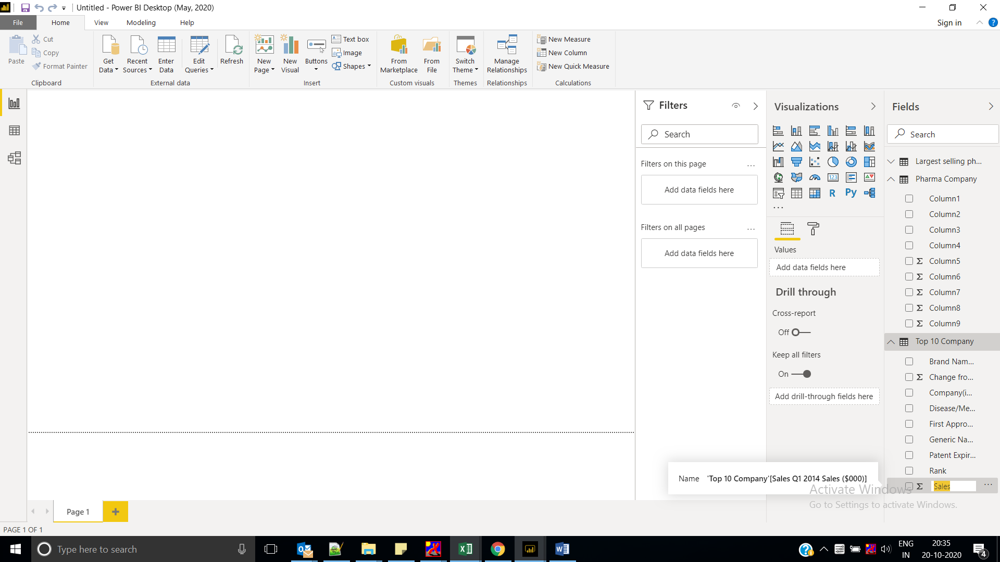 Untitled - Power BI Desktop (May, 2020)
File
Home
View
Modeling
Help
Sign in
?
Paste
Cut
Copy
Format Painter
Clipboard
Get Data
Recent Sources
Enter Data
Edit Queries
Refresh
External data
New Page
New Visual
Buttons
Text box
Image
Shapes
Insert
From Marketplace
From File
Custom visuals
Switch Theme
Themes
Manage Relationships
Relationships
New Measure
New Column
New Quick Measure
Calculations
Filters
Search
Filters on this page
...
Add data fields here
Filters on all pages
...
Add data fields here
Visualizations
123
R
Py
...
Values
Add data fields here
Drill through
Cross-report
Off
Keep all filters
On
Add drill-through fields here
Fields
Search
Largest selling ph...
Pharma Company
Column1
Column2
Column3
Column4
Σ Column5
Σ Column6
Σ Column7
Σ Column8
Σ Column9
Top 10 Company
Brand Nam...
Σ Change fro...
Company(i...
Disease/Me...
First Appro...
Generic Na...
Patent Expir...
Rank
Σ Sales ...
Name 'Top 10 Company'[Sales Q1 2014 Sales ($000)]
Activate Windows
Go to Settings to activate Windows.
Page 1
+
PAGE 1 OF 1
Type here to search
ENG
IN
20:35
20-10-2020
4